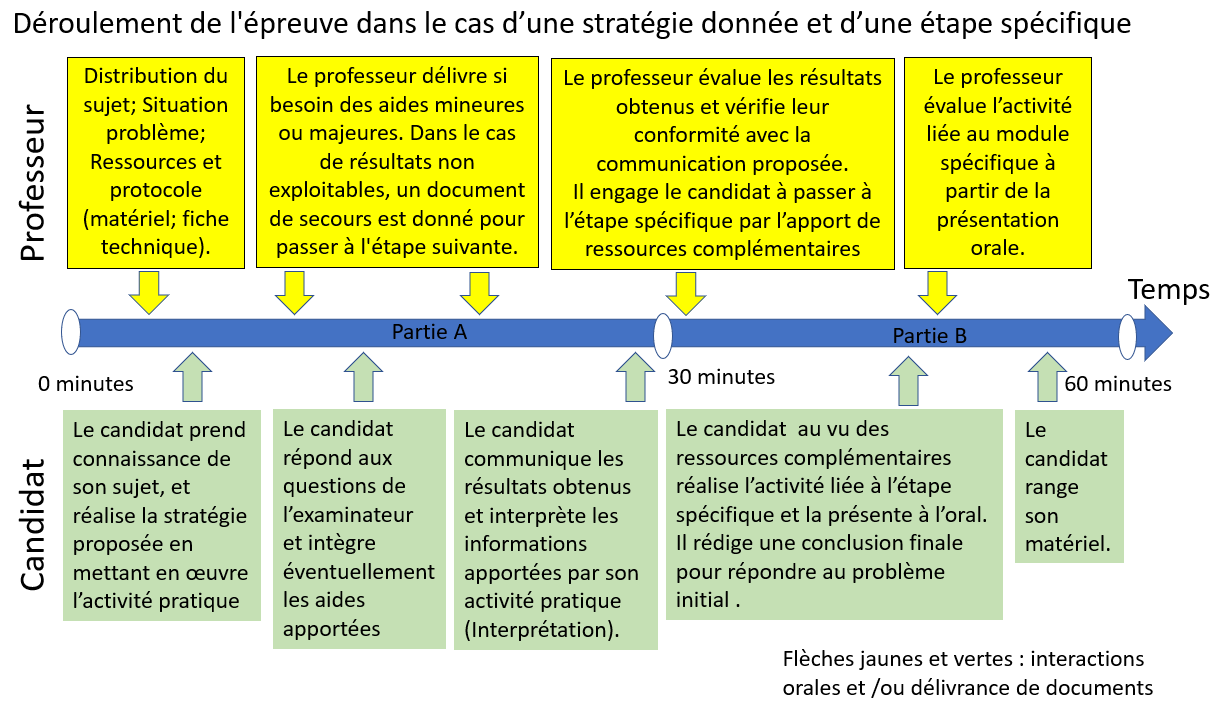 Déroulement de l'épreuve dans le cas d’une stratégie donnée et d’une étape spécifique
Professeur
Distribution du
sujet; Situation
problème;
Ressources et
protocole
(matériel; fiche
technique).
Le professeur délivre si
besoin des aides mineures
ou majeures. Dans le cas
de résultats non
exploitables, un document
de secours est donné pour
passer à l'étape suivante.
Le professeur évalue les résultats
obtenus et vérifie leur
conformité avec la
communication proposée.
Il engage le candidat à passer à
l’étape spécifique par l’apport de
ressources complémentaires
Le professeur
évalue l’activité
liée au module
spécifique à
partir de la
présentation
orale.
Temps
Partie A
Partie B
0 minutes
30 minutes
60 minutes
Candidat
Le candidat prend
connaissance de
son sujet, et
réalise la stratégie
proposée en
mettant en œuvre
l’activité pratique
Le candidat
répond aux
questions de
l’examinateur
et intègre
éventuellement
les aides
apportées
Le candidat
communique les
résultats obtenus
et interprète les
informations
apportées par son
activité pratique
(Interprétation).
Le candidat  au vu des
ressources complémentaires
réalise l’activité liée à l’étape
spécifique et la présente à l’oral.
Il rédige une conclusion finale
pour répondre au problème
initial .
Le
candidat
range
son
matériel.
Flèches jaunes et vertes : interactions
orales et /ou délivrance de documents